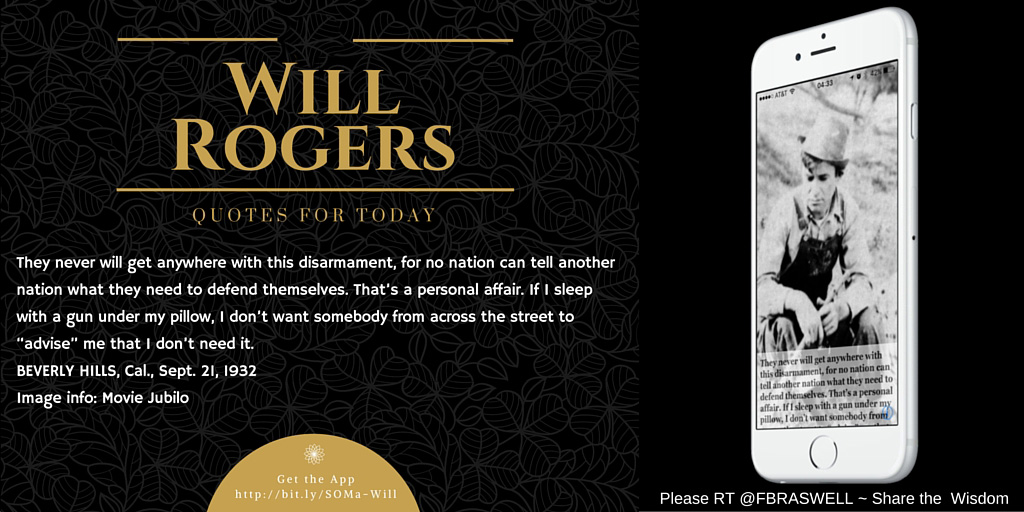 WILL
ROGERS
QUOTES FOR TODAY
They never will get anywhere with this disarmament, for no nation can tell another
nation what they need to defend themselves. That's a personal affair. If I sleep
with a gun under my pillow, I don't want somebody from across the street to
“advise” me that I don't need it.
BEVERLY HILLS, Cal., Sept. 21, 1932
Image info: Movie Jubilo
Get the App
http://bit.ly/SOMa-Will
AT&T 04:33 42%
They never will get anywhere with
this disarmament, for no nation can
tell another nation what they need to
defend themselves. That's a personal
affair. If I sleep with a gun under my
pillow, I don't want somebody from
Please RT @FBRASWELL ~ Share the Wisdom